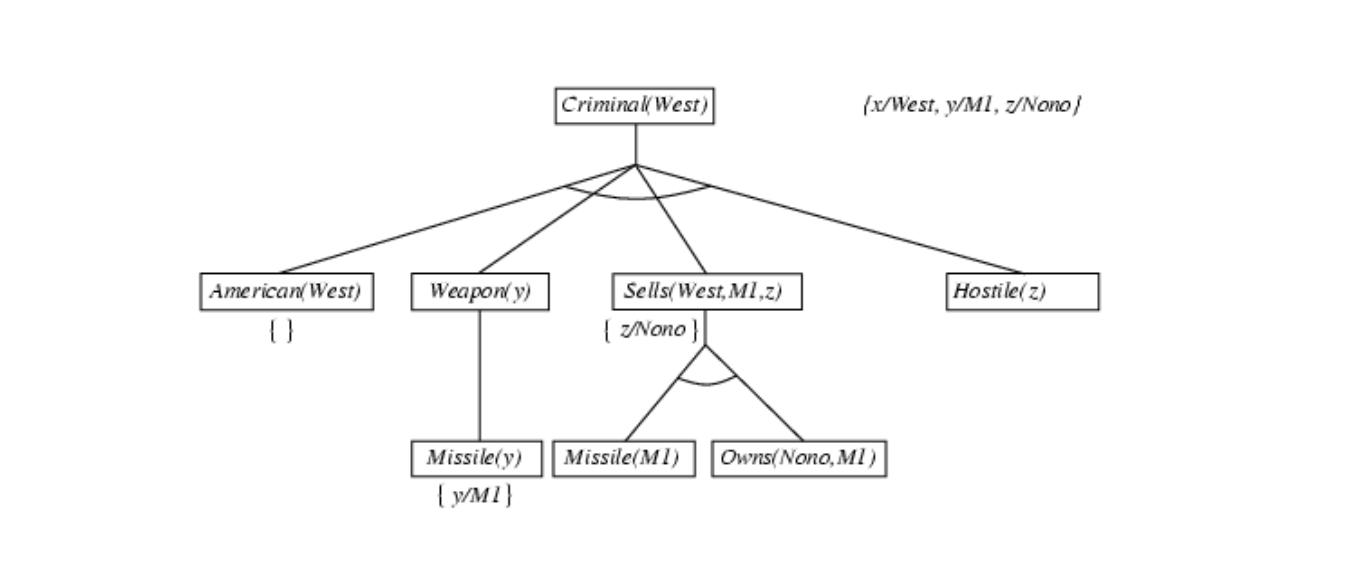 Criminal(West)
{x/West, y/M1, z/Nono}
American(West)
Weapon(y)
Sells(West,M1,z)
Hostile(z)
{ }
{ z/Nono }
Missile(y)
Missile(M1)
Owns(Nono,M1)
{ y/M1}